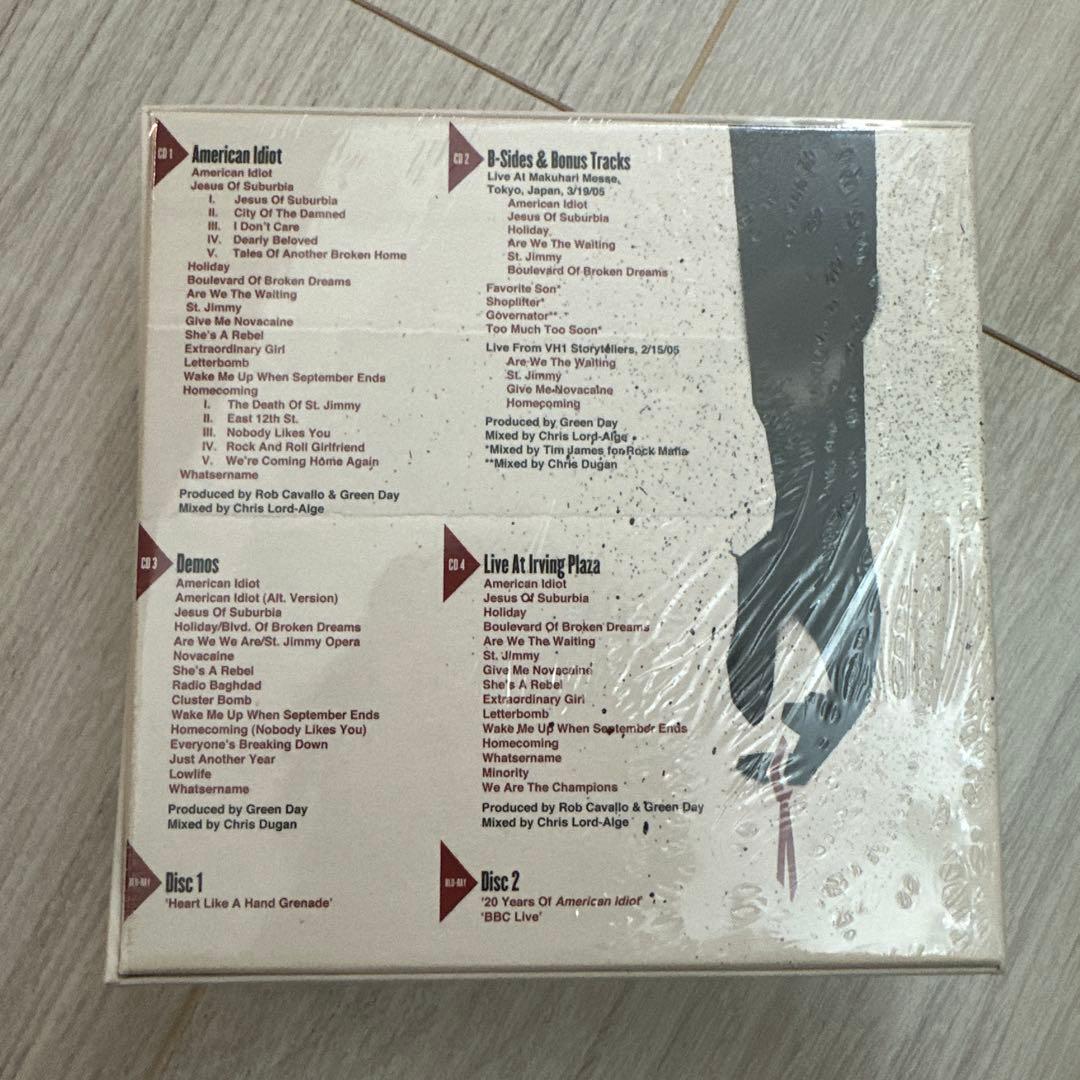 CD 1
American Idiot
American Idiot
Jesus Of Suburbia
I. Jesus Of Suburbia
II. City Of The Damned
III. I Don't Care
IV. Dearly Beloved
V. Tales Of Another Broken Home
Holiday
Boulevard Of Broken Dreams
Are We The Waiting
St. Jimmy
Give Me Novacaine
She's A Rebel
Extraordinary Girl
Letterbomb
Wake Me Up When September Ends
Homecoming
I. The Death Of St. Jimmy
II. East 12th St.
III. Nobody Likes You
IV. Rock And Roll Girlfriend
V. We're Coming Home Again
Whatsername
Produced by Rob Cavallo & Green Day
Mixed by Chris Lord-Alge
CD 2
B-Sides & Bonus Tracks
Live At Makuhari Messe,
Tokyo, Japan, 3/19/05
American Idiot
Jesus Of Suburbia
Holiday
Are We The Waiting
St. Jimmy
Boulevard Of Broken Dreams
Favorite Son*
Shoplifter*
Governator**
Too Much Too Soon*
Live From VH1 Storytellers, 2/15/05
Are We The Waiting
St. Jimmy
Give Me Novacaine
Homecoming
Produced by Green Day
Mixed by Chris Lord-Alge
*Mixed by Tim James for Rock Mafia
**Mixed by Chris Dugan
CD 3
Demos
American Idiot
American Idiot (Alt. Version)
Jesus Of Suburbia
Holiday/Blvd. Of Broken Dreams
Are We We Are/St. Jimmy Opera
Novacaine
She's A Rebel
Radio Baghdad
Cluster Bomb
Wake Me Up When September Ends
Homecoming (Nobody Likes You)
Everyone's Breaking Down
Just Another Year
Lowlife
Whatsername
Produced by Green Day
Mixed by Chris Dugan
CD 4
Live At Irving Plaza
American Idiot
Jesus Of Suburbia
Holiday
Boulevard Of Broken Dreams
Are We The Waiting
St. Jimmy
Give Me Novacaine
She's A Rebel
Extraordinary Girl
Letterbomb
Wake Me Up When September Ends
Homecoming
Whatsername
Minority
We Are The Champions
Produced by Rob Cavallo & Green Day
Mixed by Chris Lord-Alge
BLU-RAY
Disc 1
'Heart Like A Hand Grenade'
BLU-RAY
Disc 2
'20 Years Of American Idiot'
'BBC Live'